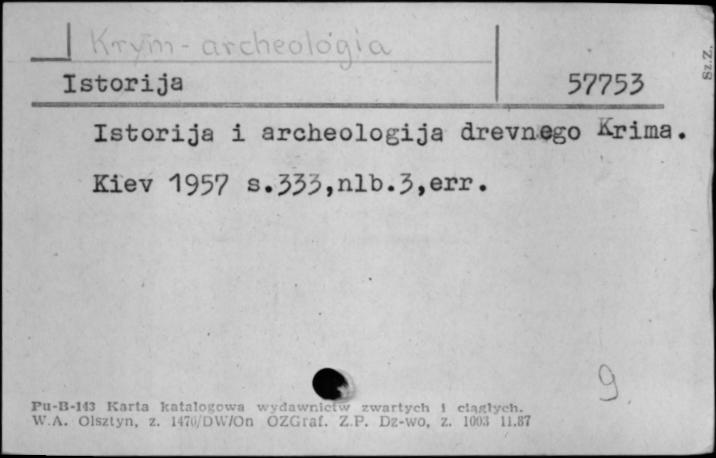 Krym - archeologia
Istorija 57753
Sz.Z.
Istorija i archeologija drevnego Krima.
Kiev 1957 s.333,nlb.3,err.
9
Pu-B-143 Karta katalogowa wydawnictw zwartych i ciągłych.
W.A. Olsztyn, z. 1470/DW/On OZGraf. Z.P. Dz-wo, z. 1003 11.87